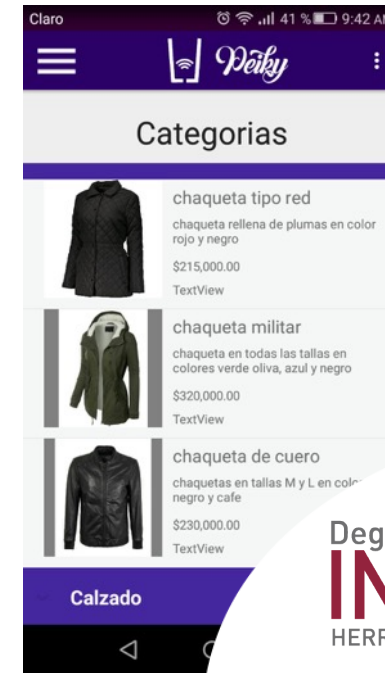 Claro 41 % 9:42 AM
Peiky
Categorias
chaqueta tipo red
chaqueta rellena de plumas en color
rojo y negro
$215,000.00
TextView
chaqueta militar
chaqueta en todas las tallas en
colores verde oliva, azul y negro
$320,000.00
TextView
chaqueta de cuero
chaquetas en tallas M y L en color
negro y cafe
$230,000.00
TextView
Calzado
Deg
IN
HERR